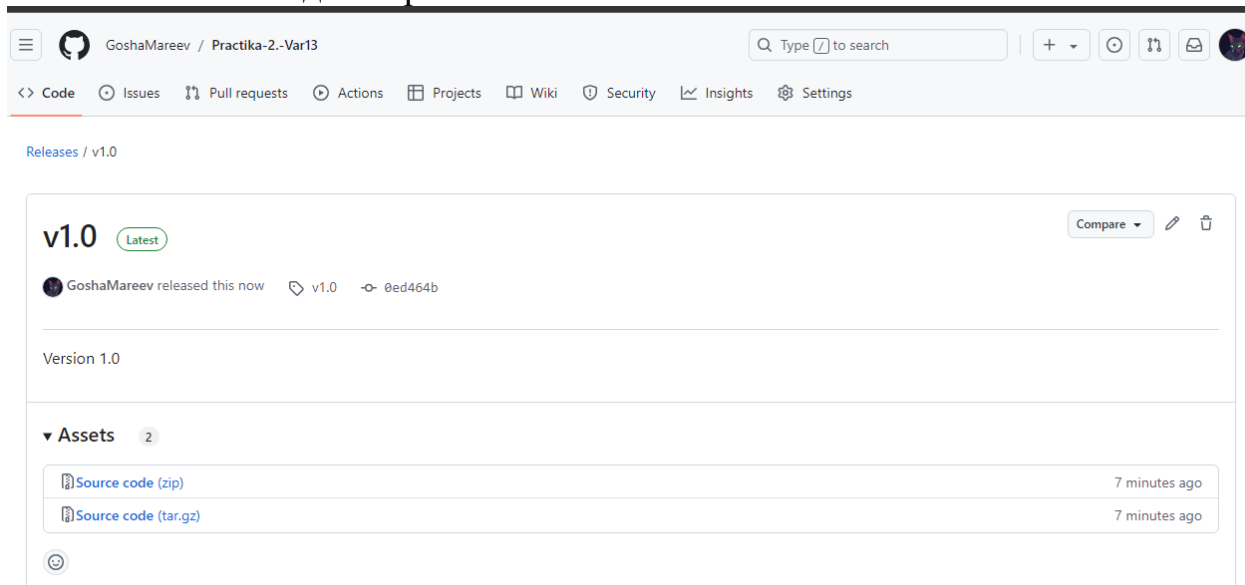 GoshaMareev / Practika-2.-Var13
Type / to search
Code Issues Pull requests Actions Projects Wiki Security Insights Settings
Releases / v1.0
v1.0 Latest
Compare
GoshaMareev released this now v1.0 0ed464b
Version 1.0
Assets 2
Source code (zip) 7 minutes ago
Source code (tar.gz) 7 minutes ago